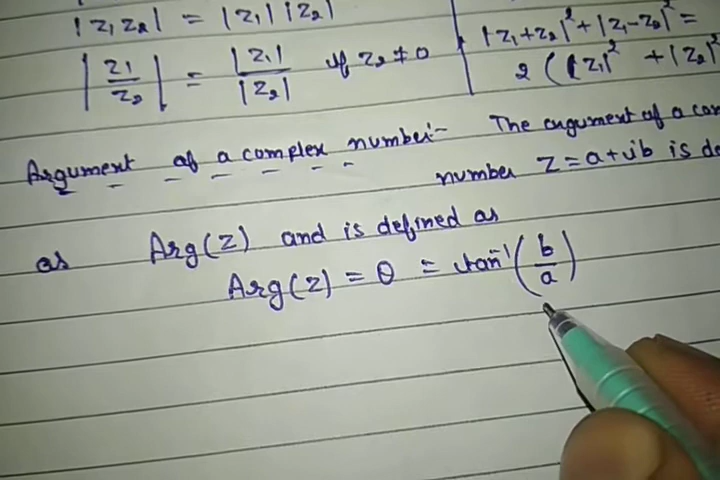 |z₁z₂| = |z₁| |z₂|
|z₁/z₂| = |z₁|/|z₂| if z₂ ≠ 0
|z₁+z₂|² + |z₁-z₂|² =
2 (|z₁|² + |z₂|²
Argument of a complex number:- The argument of a
number z = a+ib is
as Arg(z) and is defined as
Arg(z) = θ = tan⁻¹(b/a)